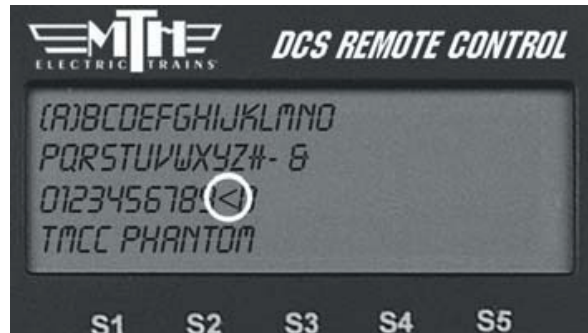 MTH
ELECTRIC TRAINS
DCS REMOTE CONTROL
(A)BCDEFGHIJKLMNO
PQRSTUVWXYZ#- &
0123456789<
TMCC PHANTOM
S1 S2 S3 S4 S5